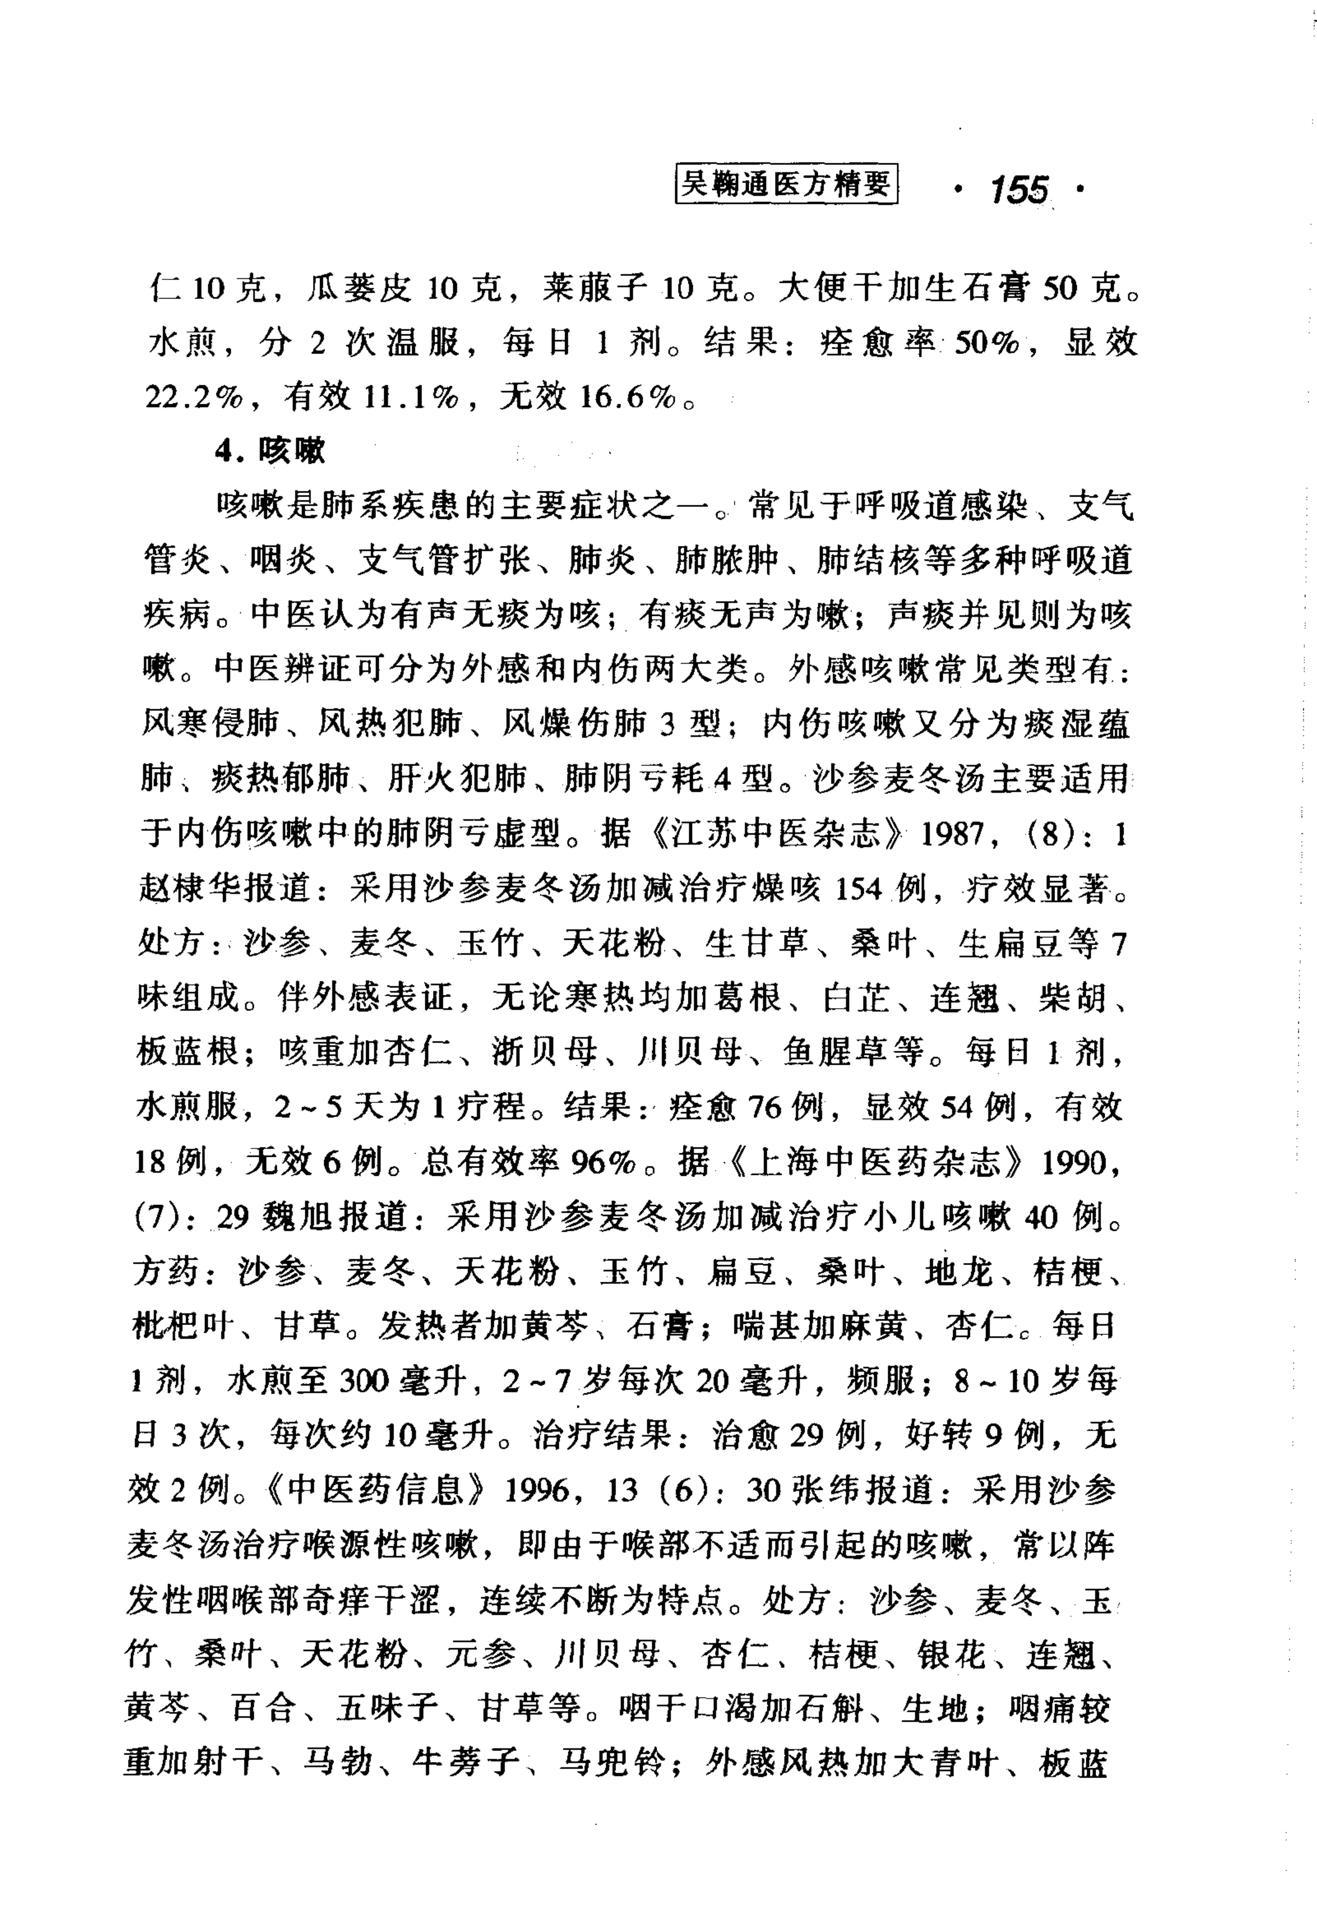 吴鞠通医方精要 · 155 ·
仁 10 克，瓜蒌皮 10 克，莱菔子 10 克。大便干加生石膏 50 克。
水煎，分 2 次温服，每日 1 剂。结果：痊愈率 50%，显效
22.2%，有效 11.1%，无效 16.6%。
4. 咳嗽
咳嗽是肺系疾患的主要症状之一。常见于呼吸道感染、支气
管炎、咽炎、支气管扩张、肺炎、肺脓肿、肺结核等多种呼吸道
疾病。中医认为有声无痰为咳；有痰无声为嗽；声痰并见则为咳
嗽。中医辨证可分为外感和内伤两大类。外感咳嗽常见类型有：
风寒侵肺、风热犯肺、风燥伤肺 3 型；内伤咳嗽又分为痰湿蕴
肺、痰热郁肺、肝火犯肺、肺阴亏耗 4 型。沙参麦冬汤主要适用
于内伤咳嗽中的肺阴亏虚型。据《江苏中医杂志》1987，(8)：1
赵棣华报道：采用沙参麦冬汤加减治疗燥咳 154 例，疗效显著。
处方：沙参、麦冬、玉竹、天花粉、生甘草、桑叶、生扁豆等 7
味组成。伴外感表证，无论寒热均加葛根、白芷、连翘、柴胡、
板蓝根；咳重加杏仁、浙贝母、川贝母、鱼腥草等。每日 1 剂，
水煎服，2~5 天为 1 疗程。结果：痊愈 76 例，显效 54 例，有效
18 例，无效 6 例。总有效率 96%。据《上海中医药杂志》1990，
(7)：29 魏旭报道：采用沙参麦冬汤加减治疗小儿咳嗽 40 例。
方药：沙参、麦冬、天花粉、玉竹、扁豆、桑叶、地龙、桔梗、
枇杷叶、甘草。发热者加黄芩、石膏；喘甚加麻黄、杏仁。每日
1 剂，水煎至 300 毫升，2~7 岁每次 20 毫升，频服；8~10 岁每
日 3 次，每次约 10 毫升。治疗结果：治愈 29 例，好转 9 例，无
效 2 例。《中医药信息》1996，13 (6)：30 张纬报道：采用沙参
麦冬汤治疗喉源性咳嗽，即由于喉部不适而引起的咳嗽，常以阵
发性咽喉部奇痒干涩，连续不断为特点。处方：沙参、麦冬、玉
竹、桑叶、天花粉、元参、川贝母、杏仁、桔梗、银花、连翘、
黄芩、百合、五味子、甘草等。咽干口渴加石斛、生地；咽痛较
重加射干、马勃、牛蒡子、马兜铃；外感风热加大青叶、板蓝